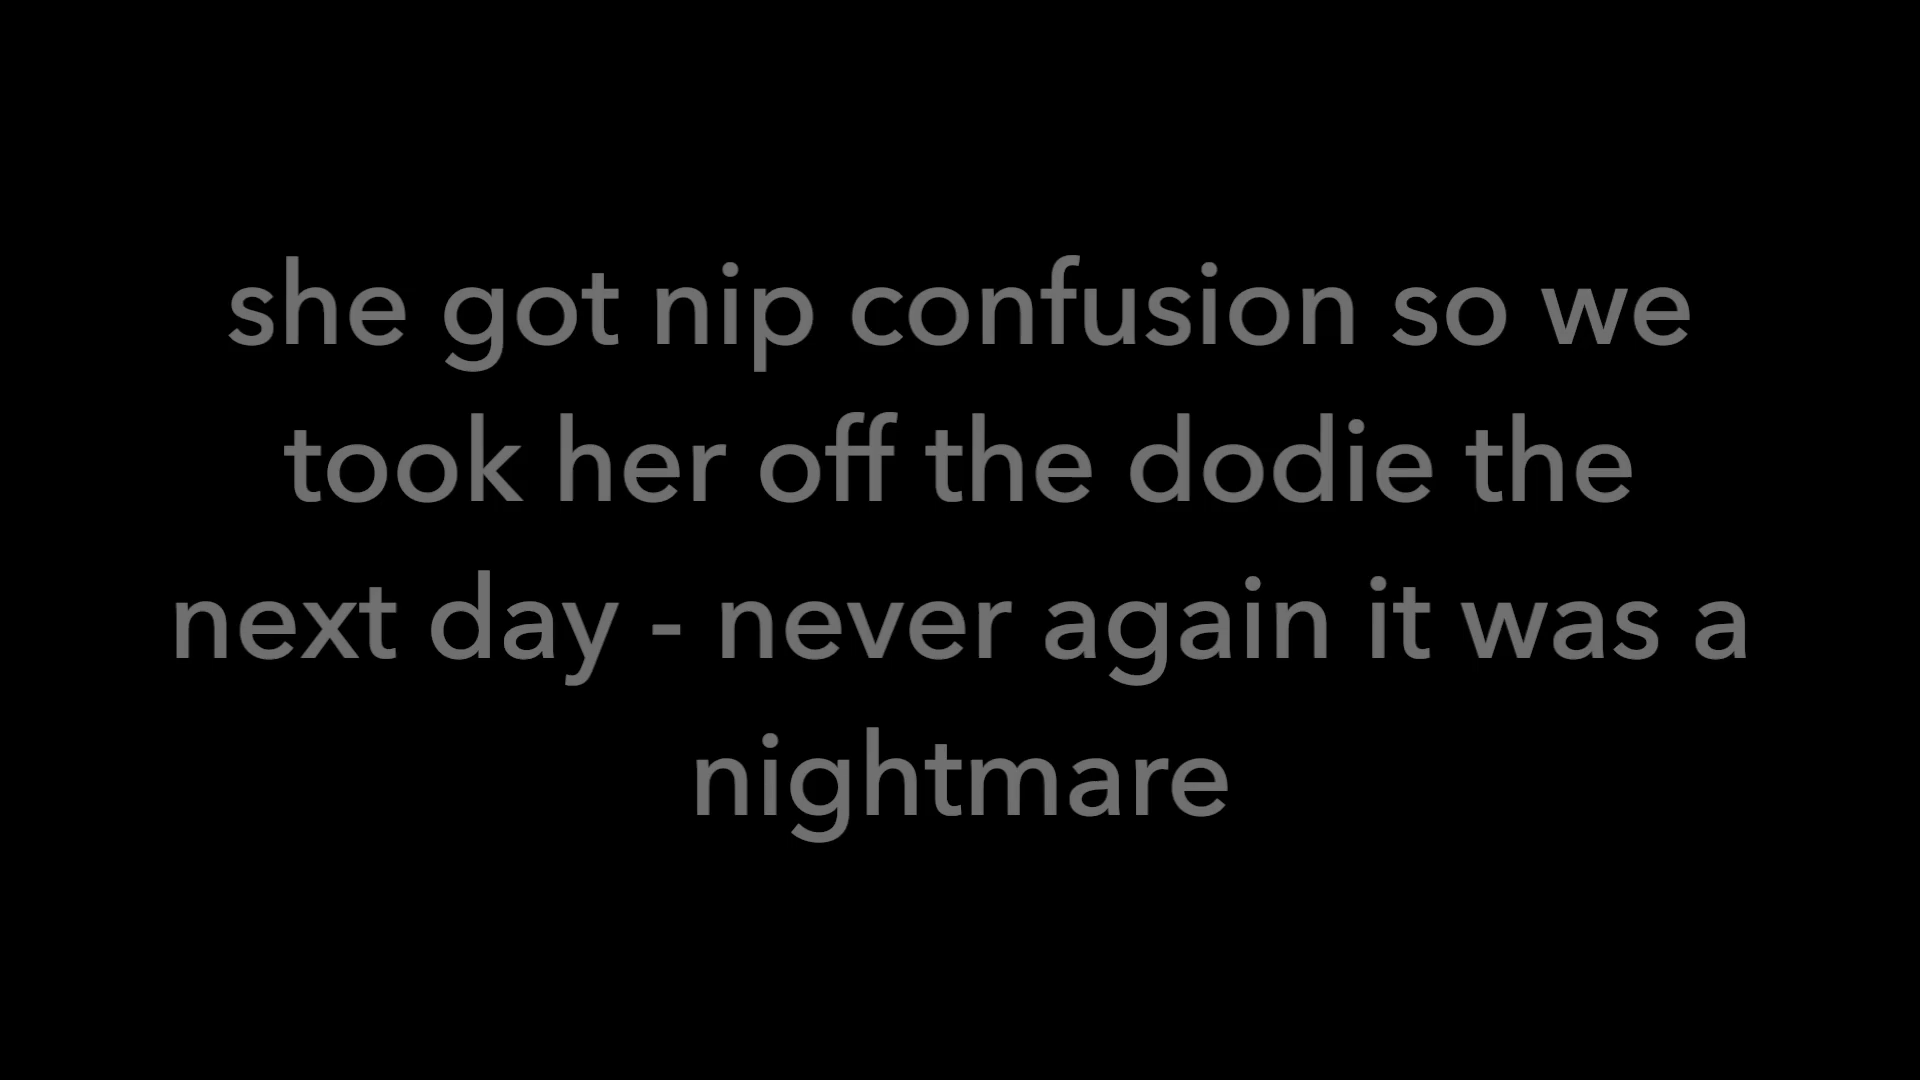 she got nip confusion so we
took her off the dodie the
next day - never again it was a
nightmare